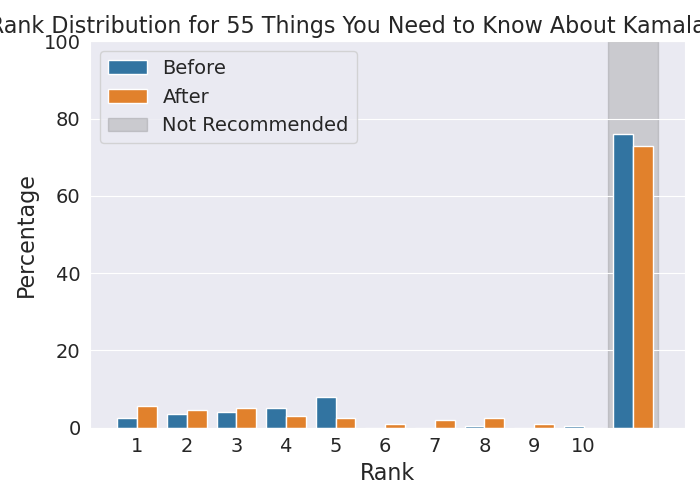 Rank Distribution for 55 Things You Need to Know About Kamala
100
80
60
40
20
0
Percentage
Before
After
Not Recommended
1 2 3 4 5 6 7 8 9 10
Rank